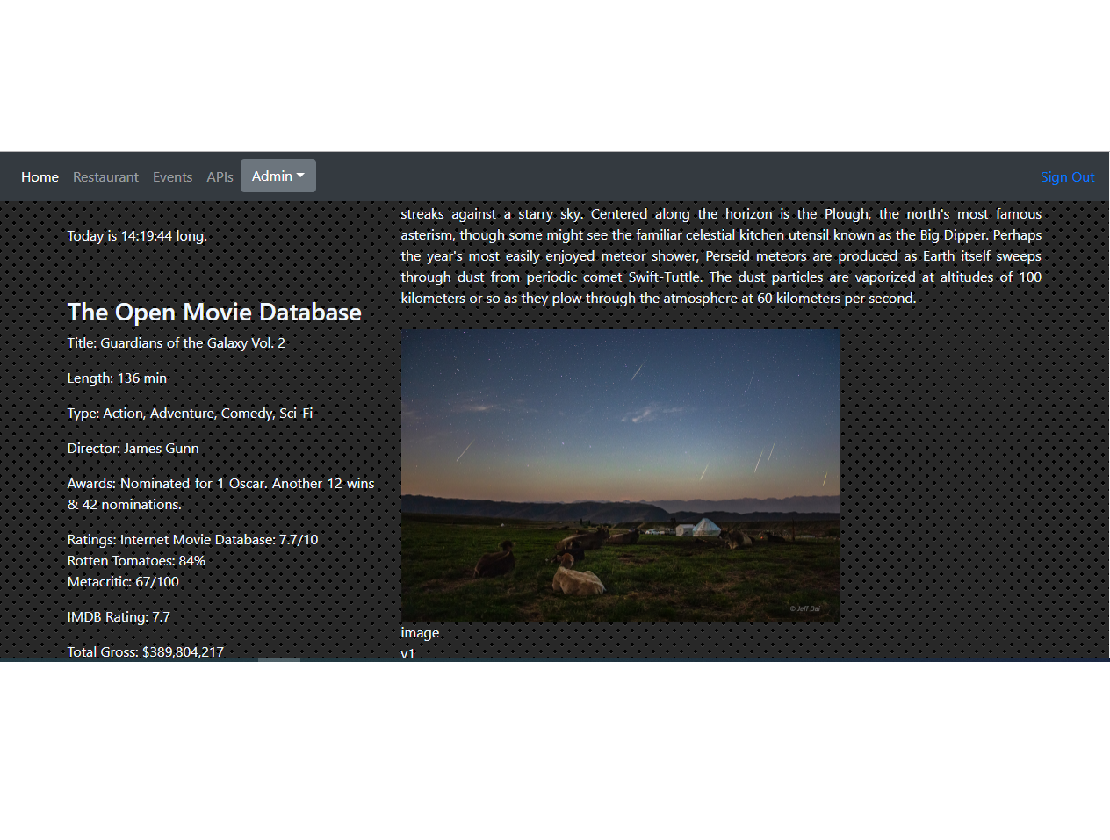 Home Restaurant Events APIs Admin Sign Out
Today is 14:19:44 long.
The Open Movie Database
Title: Guardians of the Galaxy Vol. 2
Length: 136 min
Type: Action, Adventure, Comedy, Sci-Fi
Director: James Gunn
Awards: Nominated for 1 Oscar. Another 12 wins
& 42 nominations.
Ratings: Internet Movie Database: 7.7/10
Rotten Tomatoes: 84%
Metacritic: 67/100
IMDB Rating: 7.7
Total Gross: $389,804,217
streaks against a starry sky. Centered along the horizon is the Plough, the north's most famous
asterism, though some might see the familiar celestial kitchen utensil known as the Big Dipper. Perhaps
the year's most easily enjoyed meteor shower, Perseid meteors are produced as Earth itself sweeps
through dust from periodic comet Swift-Tuttle. The dust particles are vaporized at altitudes of 100
kilometers or so as they plow through the atmosphere at 60 kilometers per second.
© Jeff Dai
image
v1